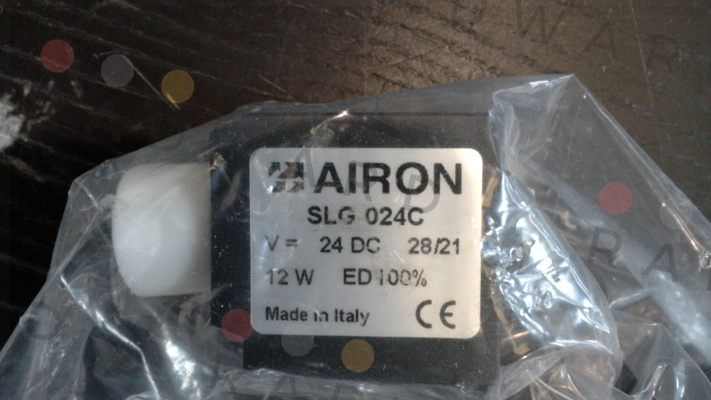 AIRON
SLG 024C
V = 24 DC 28/21
12 W ED 100%
Made in Italy CE